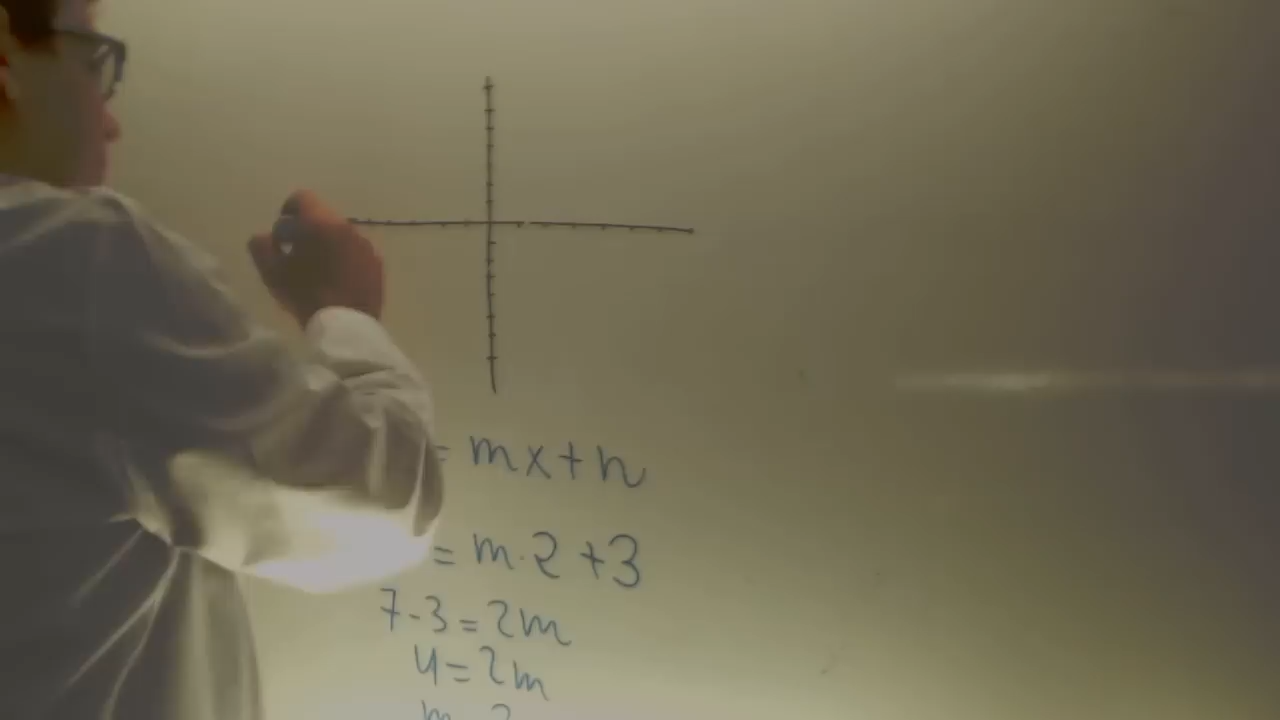 = mx+n
= m·2+3
7-3=2m
4=2m